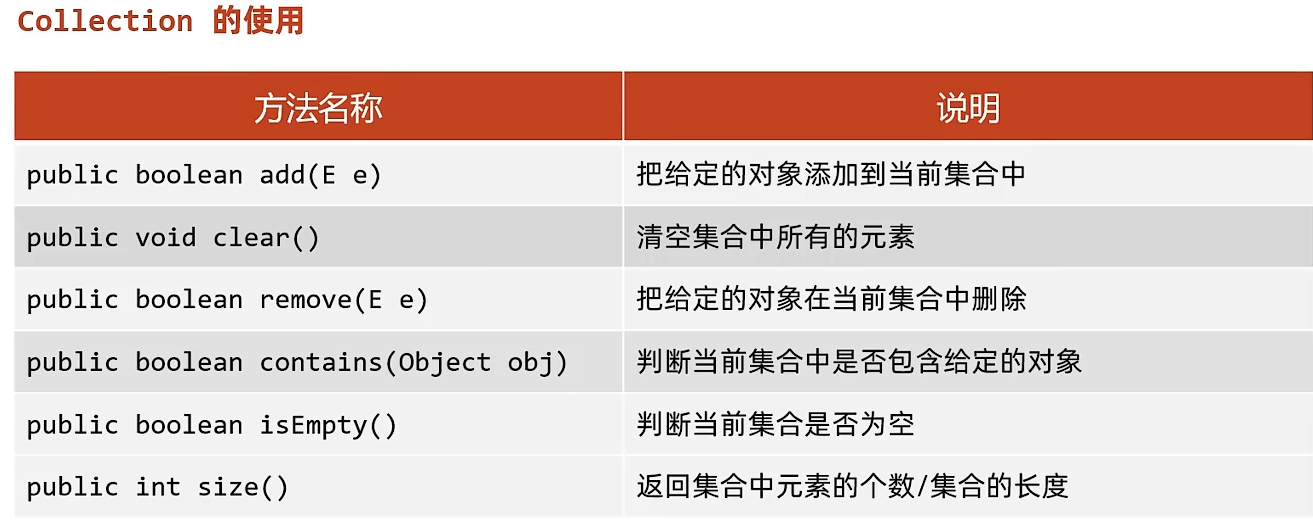 Collection 的使用
方法名称 说明
public boolean add(E e) 把给定的对象添加到当前集合中
public void clear() 清空集合中所有的元素
public boolean remove(E e) 把给定的对象在当前集合中删除
public boolean contains(Object obj) 判断当前集合中是否包含给定的对象
public boolean isEmpty() 判断当前集合是否为空
public int size() 返回集合中元素的个数/集合的长度